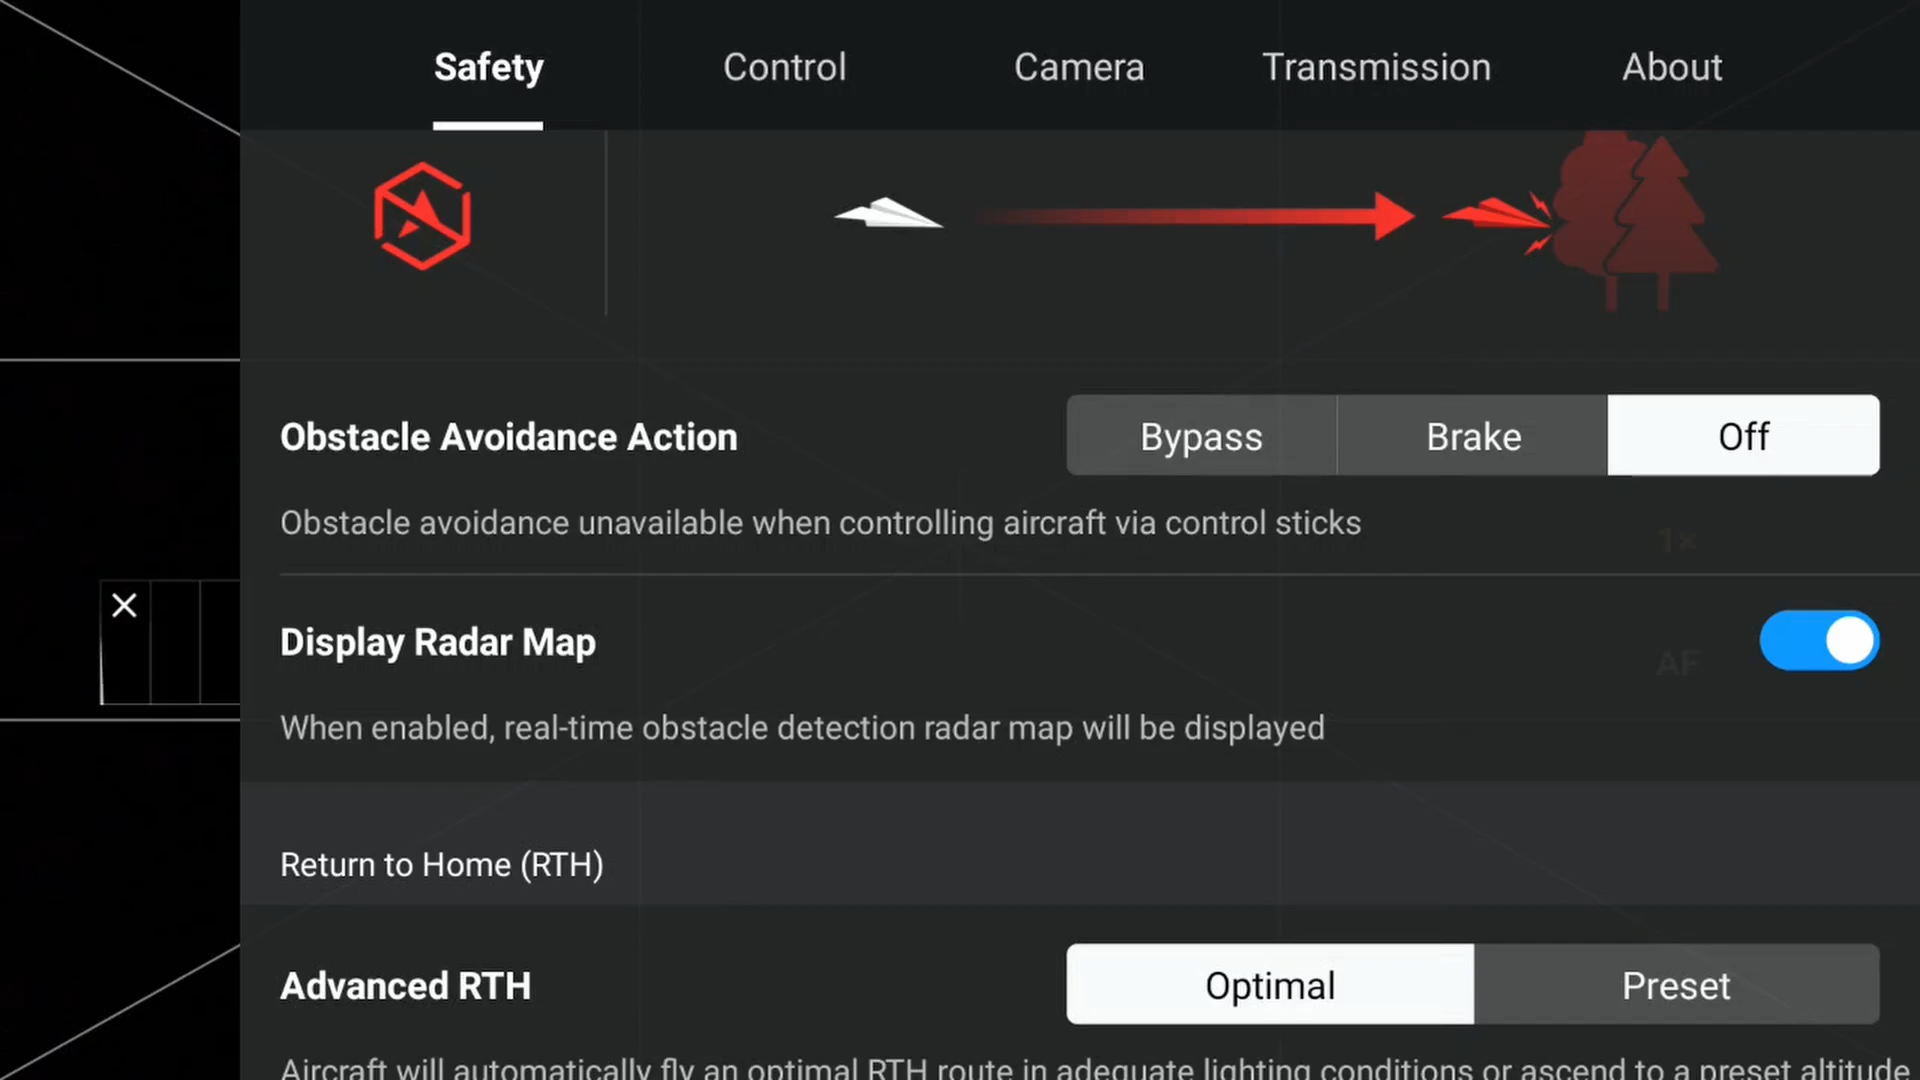 Safety
Control
Camera
Transmission
About
Obstacle Avoidance Action
Bypass
Brake
Off
Obstacle avoidance unavailable when controlling aircraft via control sticks
1×
Display Radar Map
AF
When enabled, real-time obstacle detection radar map will be displayed
Return to Home (RTH)
Advanced RTH
Optimal
Preset
Aircraft will automatically fly an optimal RTH route in adequate lighting conditions or ascend to a preset altitude